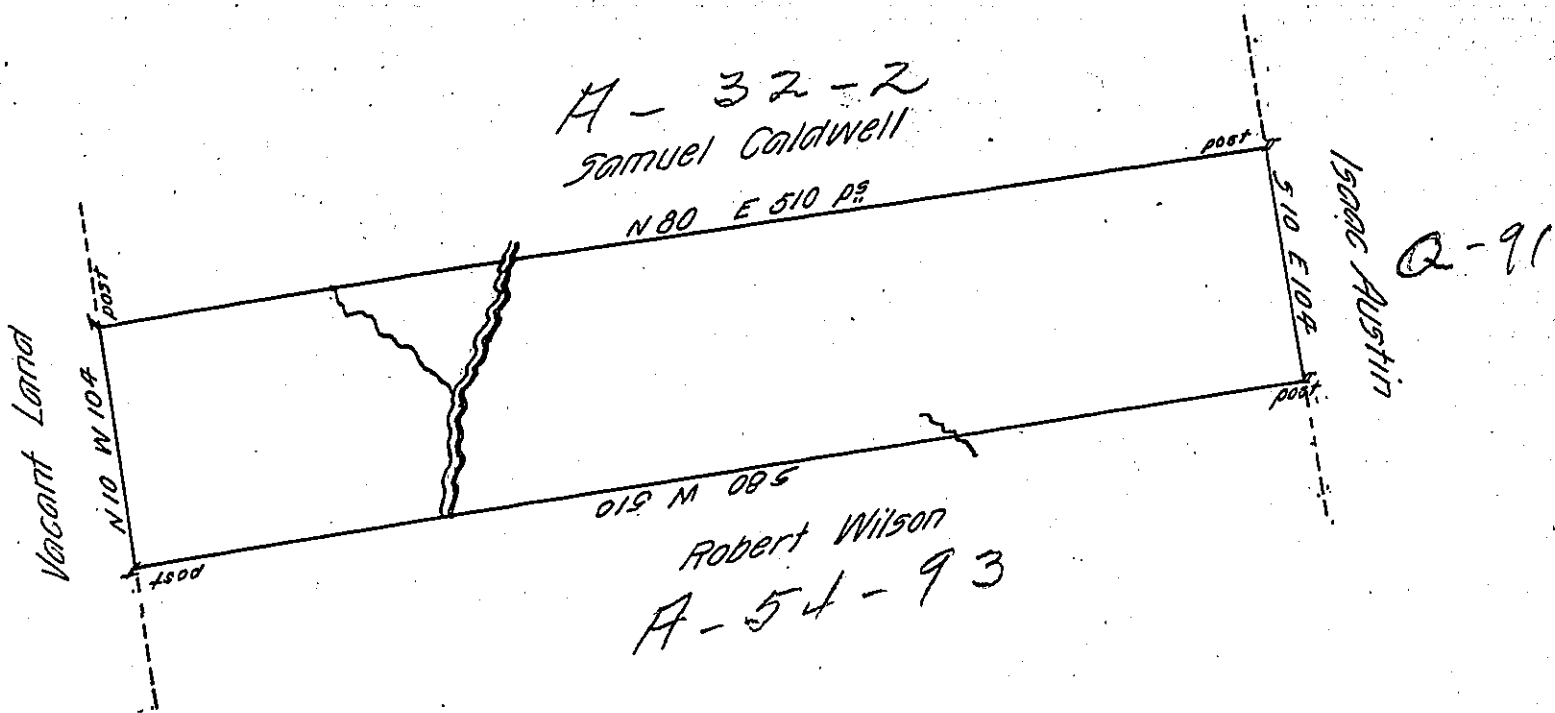 A - 32 - 2
Samuel Caldwell
N 80 E 510 ps
post
post
S 10 E 104
Isaac Austin
Q - 91
Vacant Land
N 10 W 104
post
post
S 80 W 510
Robert Wilson
A - 54 - 93